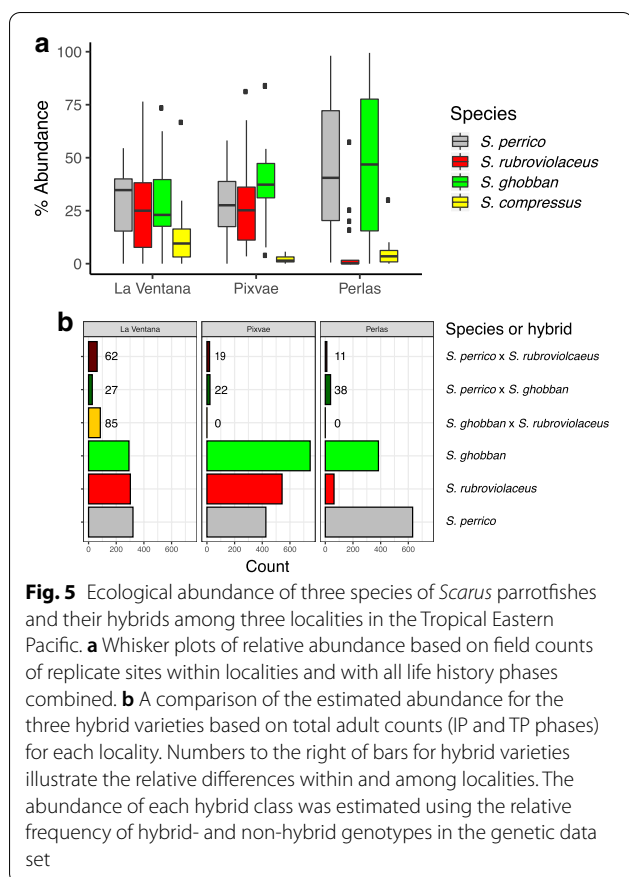 a
100
75
50
25
0
% Abundance
La Ventana Pixvae Perlas
Species
S. perrico
S. rubroviolaceus
S. ghobban
S. compressus
b
La Ventana Pixvae Perlas
Species or hybrid
62 19 11 S. perrico x S. rubroviolcaeus
27 22 38 S. perrico x S. ghobban
85 0 0 S. ghobban x S. rubroviolaceus
S. ghobban
S. rubroviolaceus
S. perrico
0 200 400 600 0 200 400 600 0 200 400 600
Count
Fig. 5 Ecological abundance of three species of Scarus parrotfishes
and their hybrids among three localities in the Tropical Eastern
Pacific. a Whisker plots of relative abundance based on field counts
of replicate sites within localities and with all life history phases
combined. b A comparison of the estimated abundance for the
three hybrid varieties based on total adult counts (IP and TP phases)
for each locality. Numbers to the right of bars for hybrid varieties
illustrate the relative differences within and among localities. The
abundance of each hybrid class was estimated using the relative
frequency of hybrid- and non-hybrid genotypes in the genetic data
set